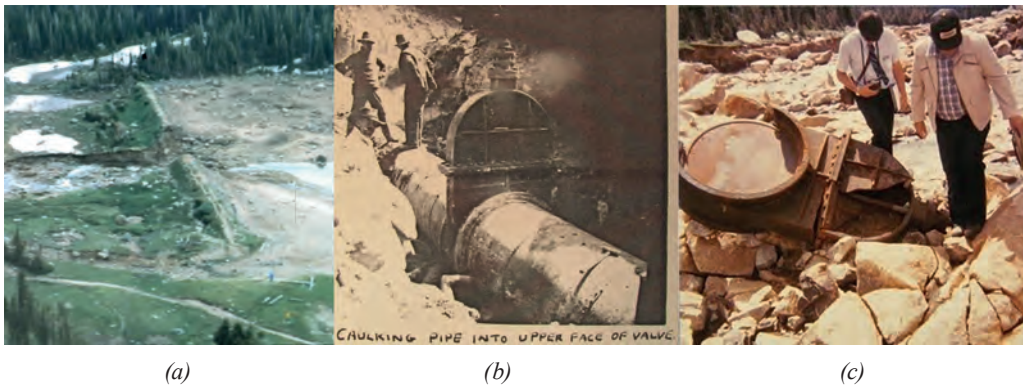 CAULKING PIPE INTO UPPER FACE OF VALVE.
(a) (b) (c)